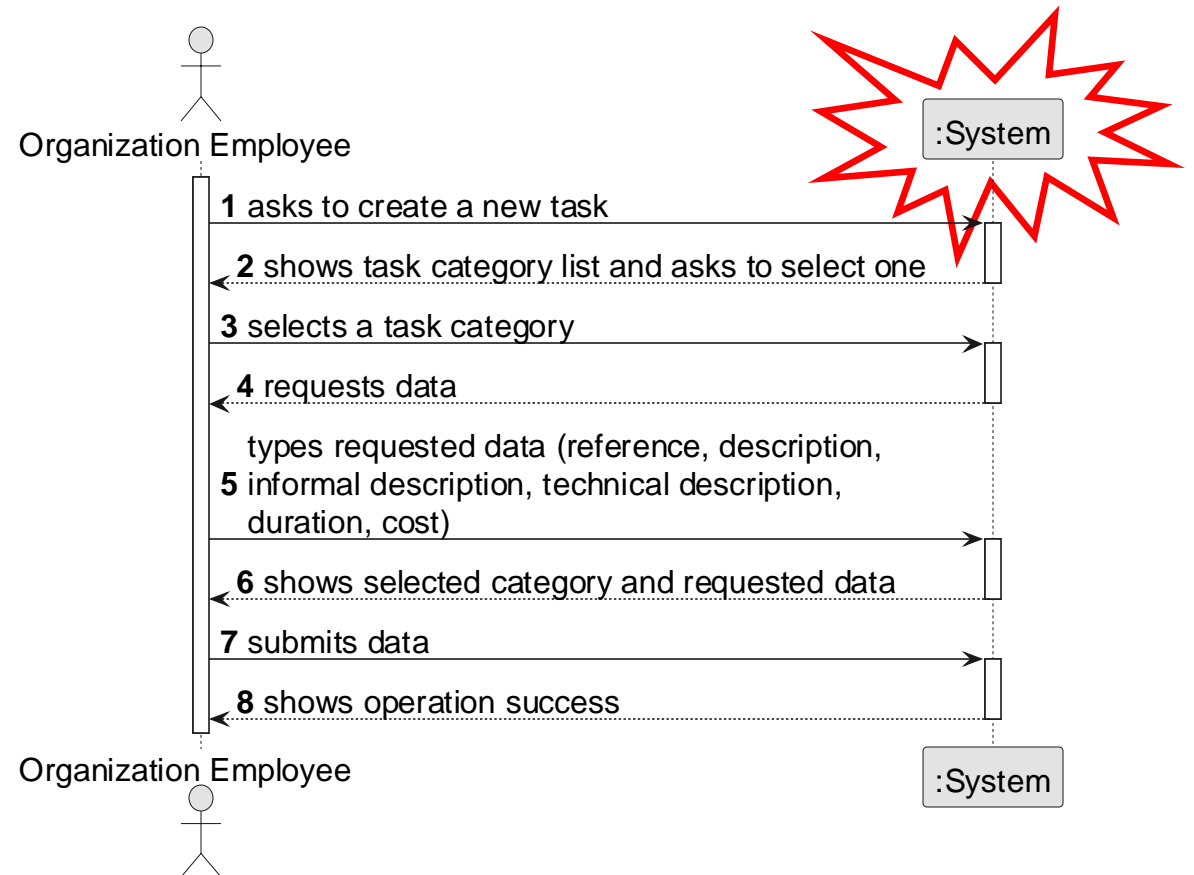 Organization Employee
:System
1 asks to create a new task
2 shows task category list and asks to select one
3 selects a task category
4 requests data
types requested data (reference, description,
5 informal description, technical description,
duration, cost)
6 shows selected category and requested data
7 submits data
8 shows operation success
Organization Employee
:System